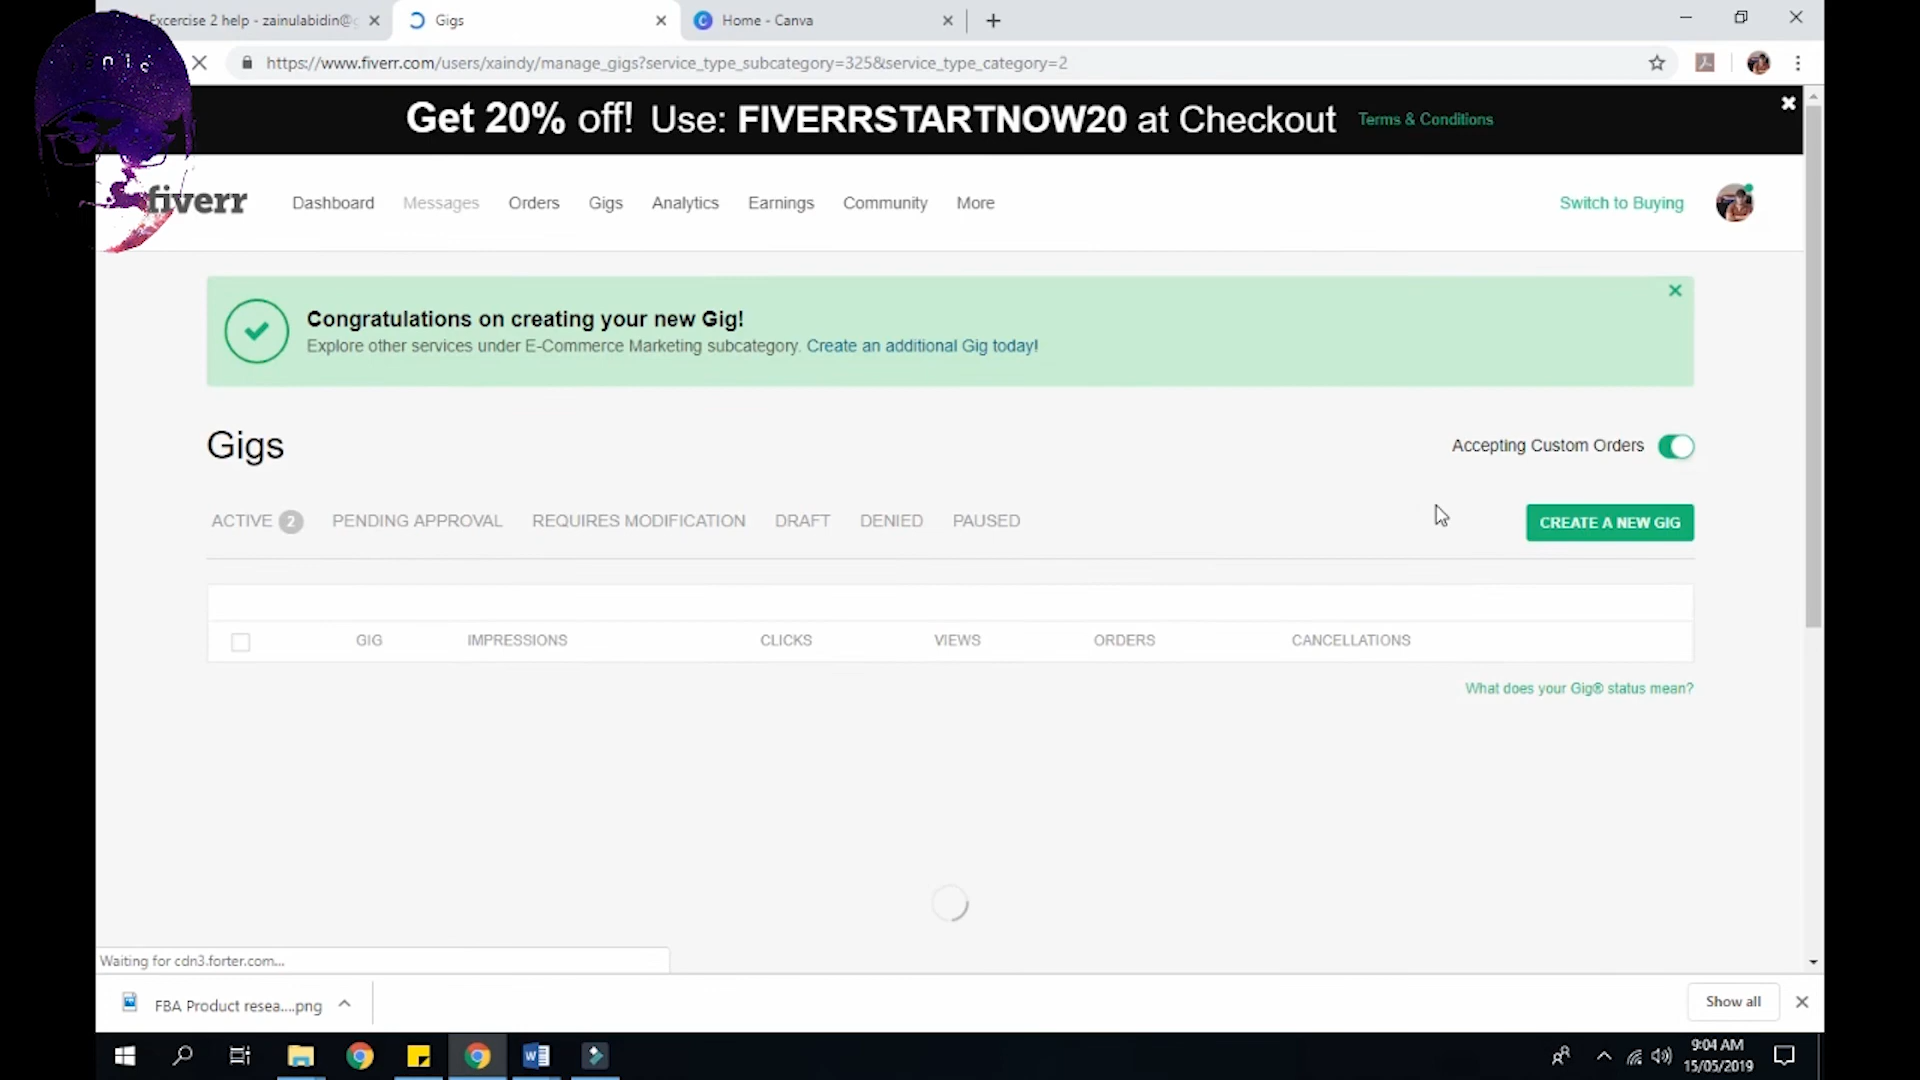 Excercise 2 help - zainulabidin@
Gigs
Home - Canva
https://www.fiverr.com/users/xaindy/manage_gigs?service_type_subcategory=325&service_type_category=2
Get 20% off! Use: FIVERRSTARTNOW20 at Checkout Terms & Conditions
fiverr
Dashboard Messages Orders Gigs Analytics Earnings Community More Switch to Buying
Congratulations on creating your new Gig!
Explore other services under E-Commerce Marketing subcategory. Create an additional Gig today!
Gigs
Accepting Custom Orders
ACTIVE 2 PENDING APPROVAL REQUIRES MODIFICATION DRAFT DENIED PAUSED
CREATE A NEW GIG
GIG IMPRESSIONS CLICKS VIEWS ORDERS CANCELLATIONS
What does your Gig® status mean?
Waiting for cdn3.forter.com...
FBA Product resea....png
Show all
9:04 AM
15/05/2019